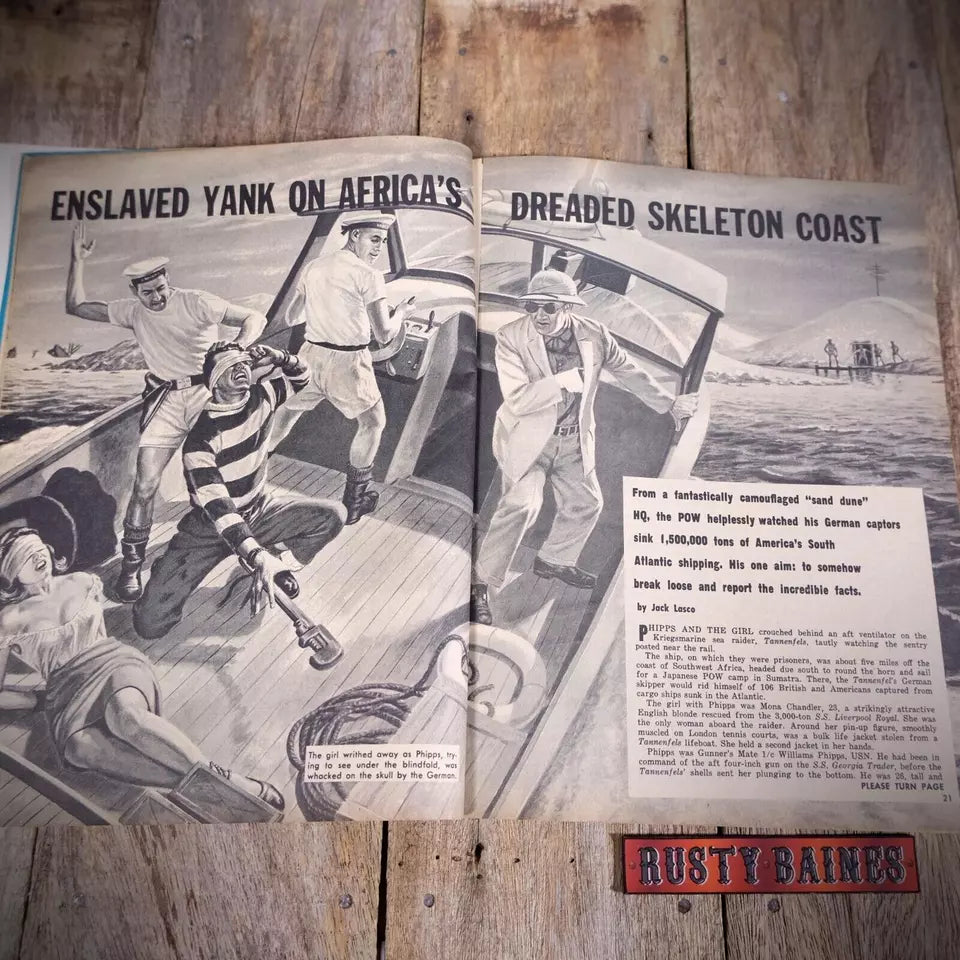 ENSLAVED YANK ON AFRICA'S DREADED SKELETON COAST
From a fantastically camouflaged "sand dune"
HQ, the POW helplessly watched his German captors
sink 1,500,000 tons of America's South
Atlantic shipping. His one aim: to somehow
break loose and report the incredible facts.
by Jack Lasco
PHIPPS AND THE GIRL crouched behind an aft ventilator on the
Kriegsmarine sea raider, Tannenfels, tautly watching the sentry
posted near the rail.
The ship, on which they were prisoners, was about five miles off the
coast of Southwest Africa, headed due south to round the horn and sail
for a Japanese POW camp in Sumatra. There, the Tannenfel's German
skipper would rid himself of 106 British and Americans captured from
cargo ships sunk in the Atlantic.
The girl with Phipps was Mona Chandler, 23, a strikingly attractive
English blonde rescued from the 3,000-ton S.S. Liverpool Royal. She was
the only woman aboard the raider. Around her pin-up figure, smoothly
muscled on London tennis courts, was a bulk life jacket stolen from a
Tannenfels lifeboat. She held a second jacket in her hands.
Phipps was Gunner's Mate 1/c Williams Phipps, USN. He had been in
command of the aft four-inch gun on the S.S. Georgia Trader, before the
Tannenfels' shells sent her plunging to the bottom. He was 26, tall and
PLEASE TURN PAGE
21
The girl writhed away as Phipps, try-
ing to see under the blindfold, was
whacked on the skull by the German.
RUSTY BAINES